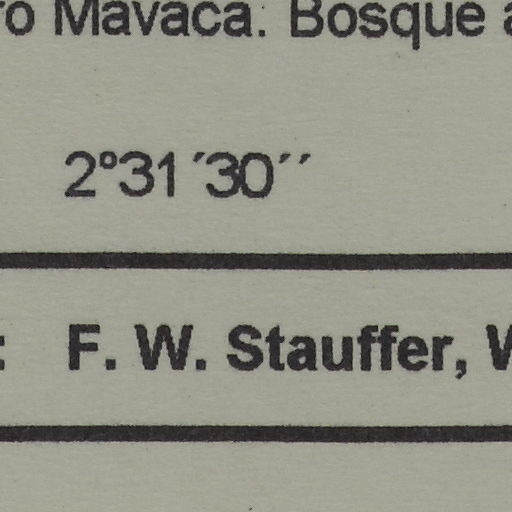 ro Mavaca. Bosque a
2°31´30´´
: F. W. Stauffer, W